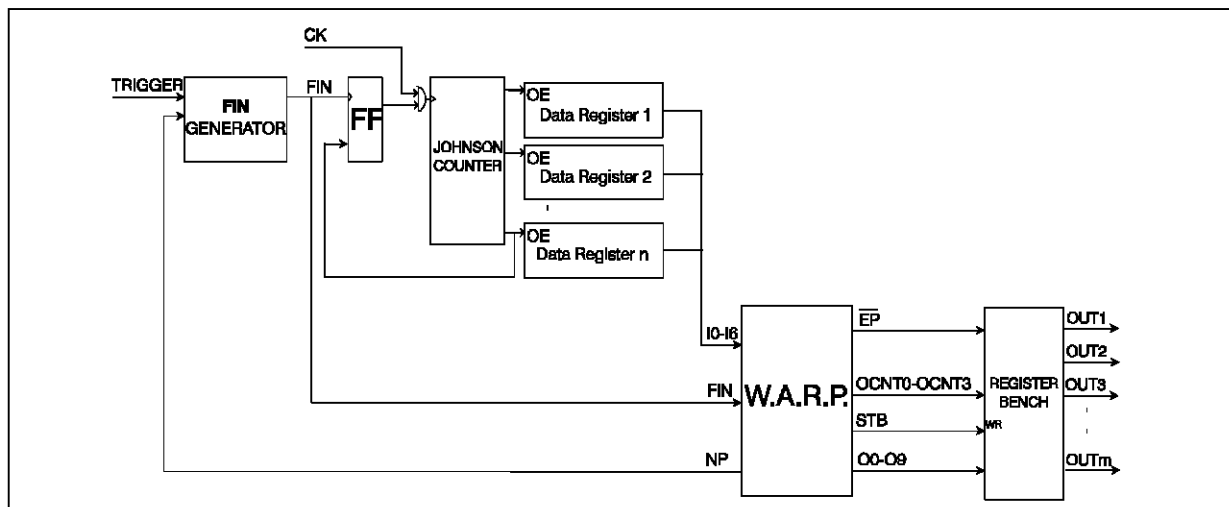 CK
TRIGGER
FIN
GENERATOR
FIN
FF
JOHNSON
COUNTER
OE
Data Register 1
OE
Data Register 2
OE
Data Register n
I0-I6
FIN
NP
W.A.R.P.
EP
OCNT0-OCNT3
STB
O0-O9
REGISTER
BENCH
WR
OUT1
OUT2
OUT3
OUTm